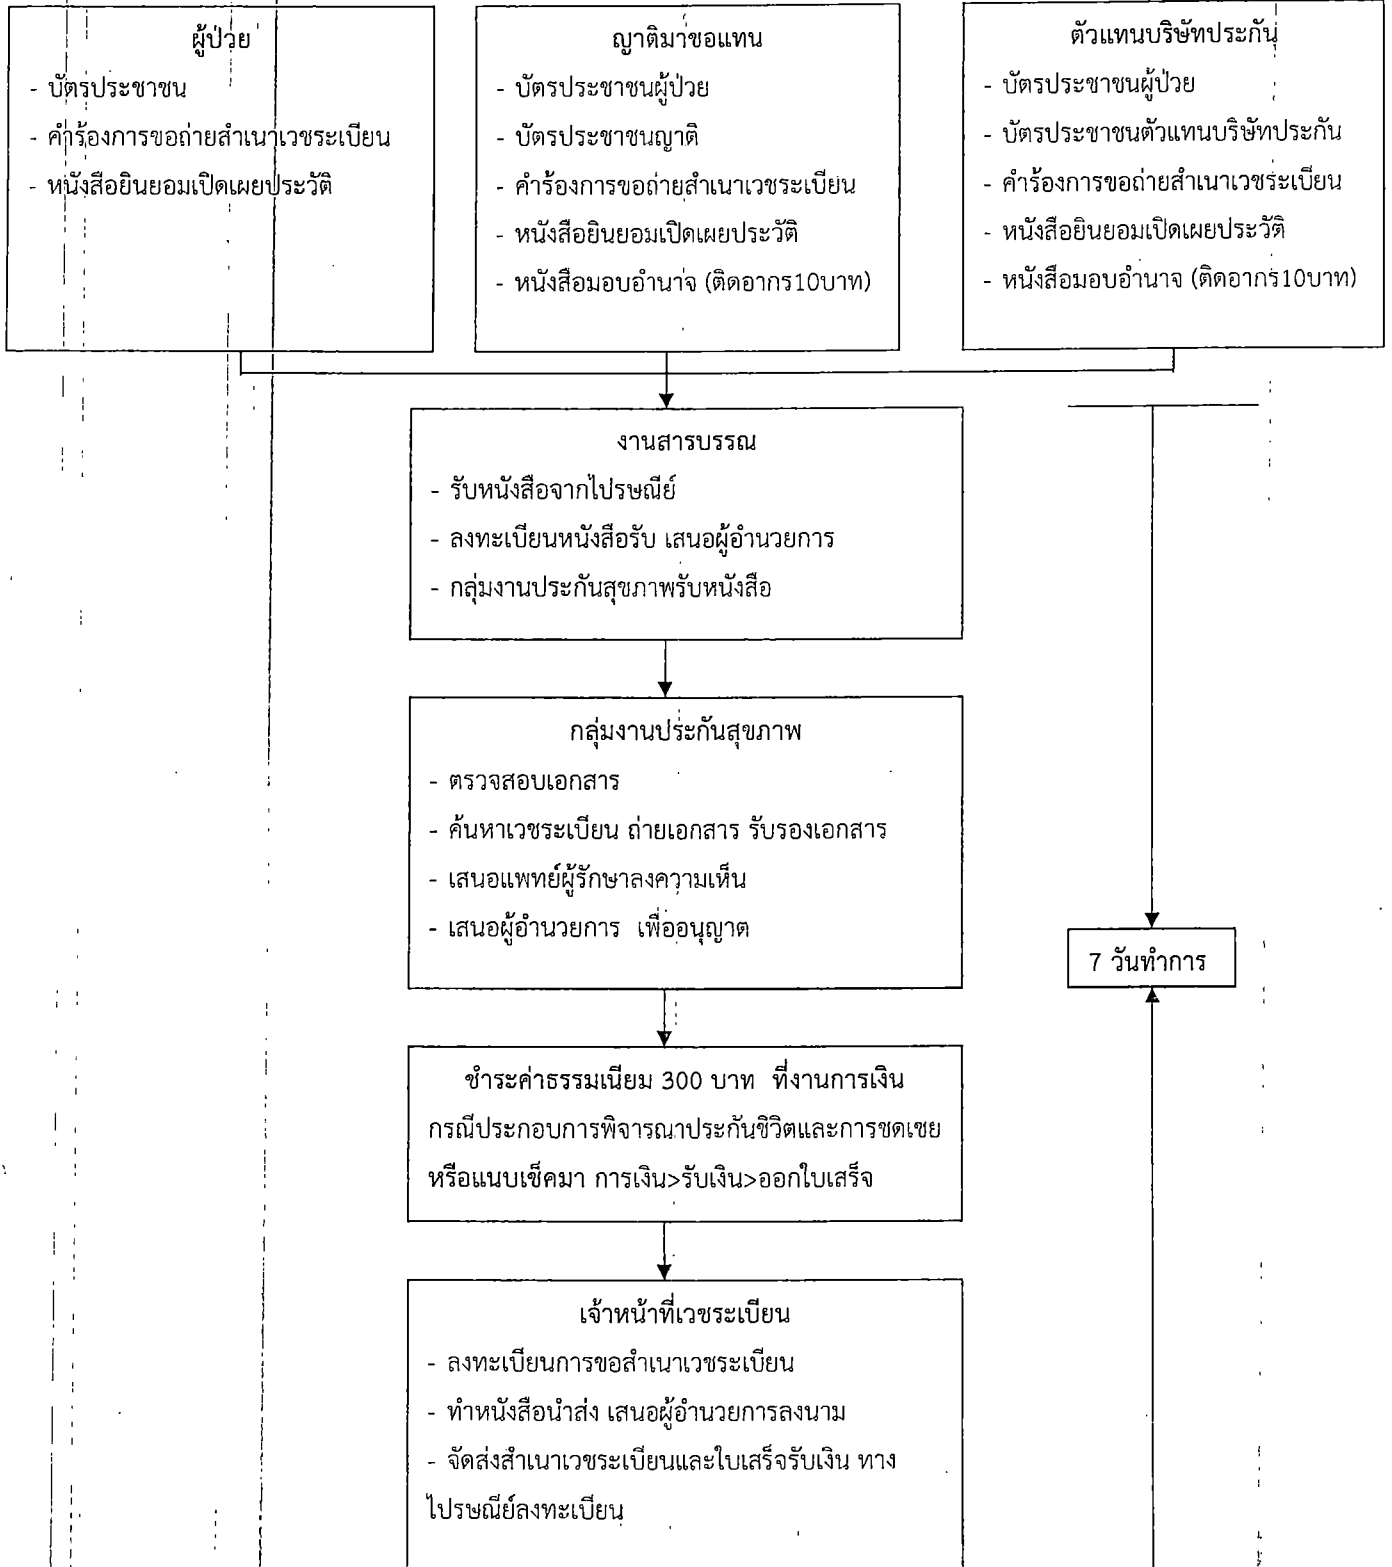 ผู้ป่วย
- บัตรประชาชน
- คำร้องการขอถ่ายสำเนาเวชระเบียน
- หนังสือยินยอมเปิดเผยประวัติ
ญาติมาขอแทน
- บัตรประชาชนผู้ป่วย
- บัตรประชาชนญาติ
- คำร้องการขอถ่ายสำเนาเวชระเบียน
- หนังสือยินยอมเปิดเผยประวัติ
- หนังสือมอบอำนาจ (ติดอากร10บาท)
ตัวแทนบริษัทประกัน
- บัตรประชาชนผู้ป่วย
- บัตรประชาชนตัวแทนบริษัทประกัน
- คำร้องการขอถ่ายสำเนาเวชระเบียน
- หนังสือยินยอมเปิดเผยประวัติ
- หนังสือมอบอำนาจ (ติดอากร10บาท)
งานสารบรรณ
- รับหนังสือจากไปรษณีย์
- ลงทะเบียนหนังสือรับ เสนอผู้อำนวยการ
- กลุ่มงานประกันสุขภาพรับหนังสือ
กลุ่มงานประกันสุขภาพ
- ตรวจสอบเอกสาร
- ค้นหาเวชระเบียน ถ่ายเอกสาร รับรองเอกสาร
- เสนอแพทย์ผู้รักษาลงความเห็น
- เสนอผู้อำนวยการ เพื่ออนุญาต
7 วันทำการ
ชำระค่าธรรมเนียม 300 บาท ที่งานการเงิน
กรณีประกอบการพิจารณาประกันชีวิตและการชดเชย
หรือแนบเช็คมา การเงิน>รับเงิน>ออกใบเสร็จ
เจ้าหน้าที่เวชระเบียน
- ลงทะเบียนการขอสำเนาเวชระเบียน
- ทำหนังสือนำส่ง เสนอผู้อำนวยการลงนาม
- จัดส่งสำเนาเวชระเบียนและใบเสร็จรับเงิน ทาง
ไปรษณีย์ลงทะเบียน